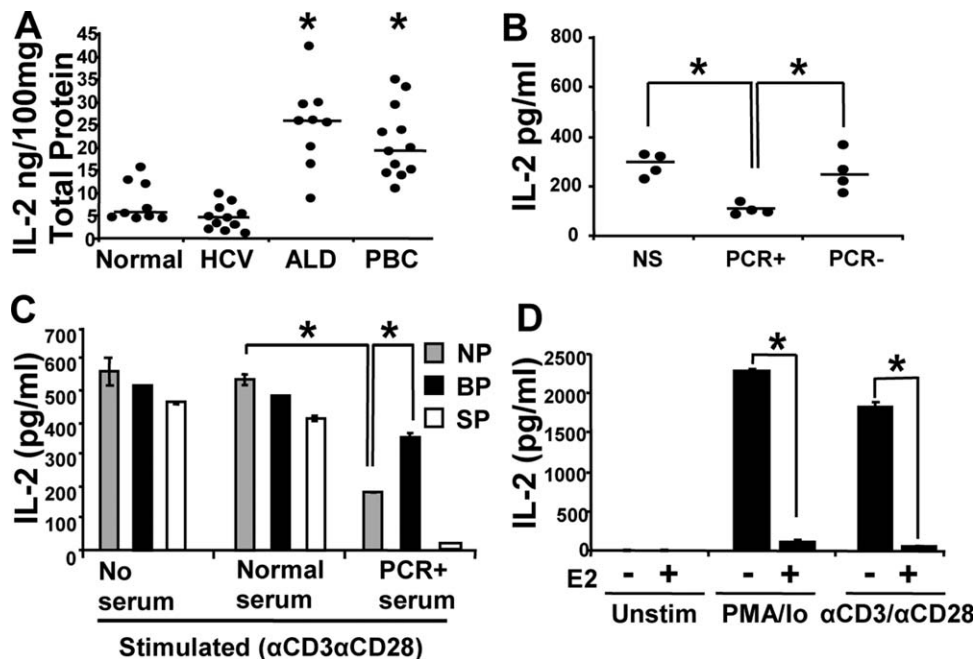 A
* *
IL-2 ng/100mg
Total Protein
45
40
35
30
25
20
15
10
5
0
Normal HCV ALD PBC
B
* *
IL-2 pg/ml
800
600
400
200
0
NS PCR+ PCR-
C
* *
IL-2 (pg/ml)
700
600
500
400
300
200
100
0
NP
BP
SP
No serum
Normal serum
PCR+ serum
Stimulated (αCD3αCD28)
D
* *
IL-2 (pg/ml)
2500
2000
1500
1000
500
0
E2 - + - + - +
Unstim PMA/Io αCD3/αCD28